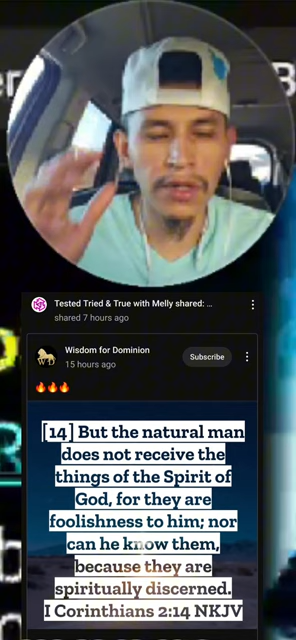 er
B
Tested Tried & True with Melly shared: ...
shared 7 hours ago
Wisdom for Dominion
15 hours ago
Subscribe
[14] But the natural man
does not receive the
things of the Spirit of
God, for they are
foolishness to him; nor
can he know them,
because they are
spiritually discerned.
I Corinthians 2:14 NKJV